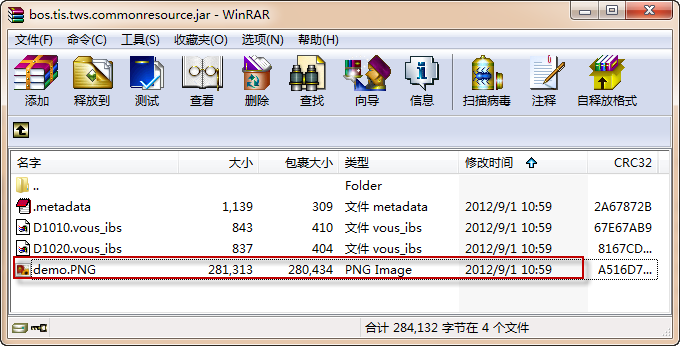 bos.tis.tws.commonresource.jar - WinRAR
文件(F) 命令(C) 工具(S) 收藏夹(O) 选项(N) 帮助(H)
添加 释放到 测试 查看 删除 查找 向导 信息 扫描病毒 注释 自释放格式
名字 大小 包裹大小 类型 修改时间 CRC32
.. Folder
.metadata 1,139 309 文件 metadata 2012/9/1 10:59 2A67872B
D1010.vous_ibs 843 410 文件 vous_ibs 2012/9/1 10:59 67E67AB9
D1020.vous_ibs 837 404 文件 vous_ibs 2012/9/1 10:59 8167CD...
demo.PNG 281,313 280,434 PNG Image 2012/9/1 10:59 A516D7...
合计 284,132 字节在 4 个文件